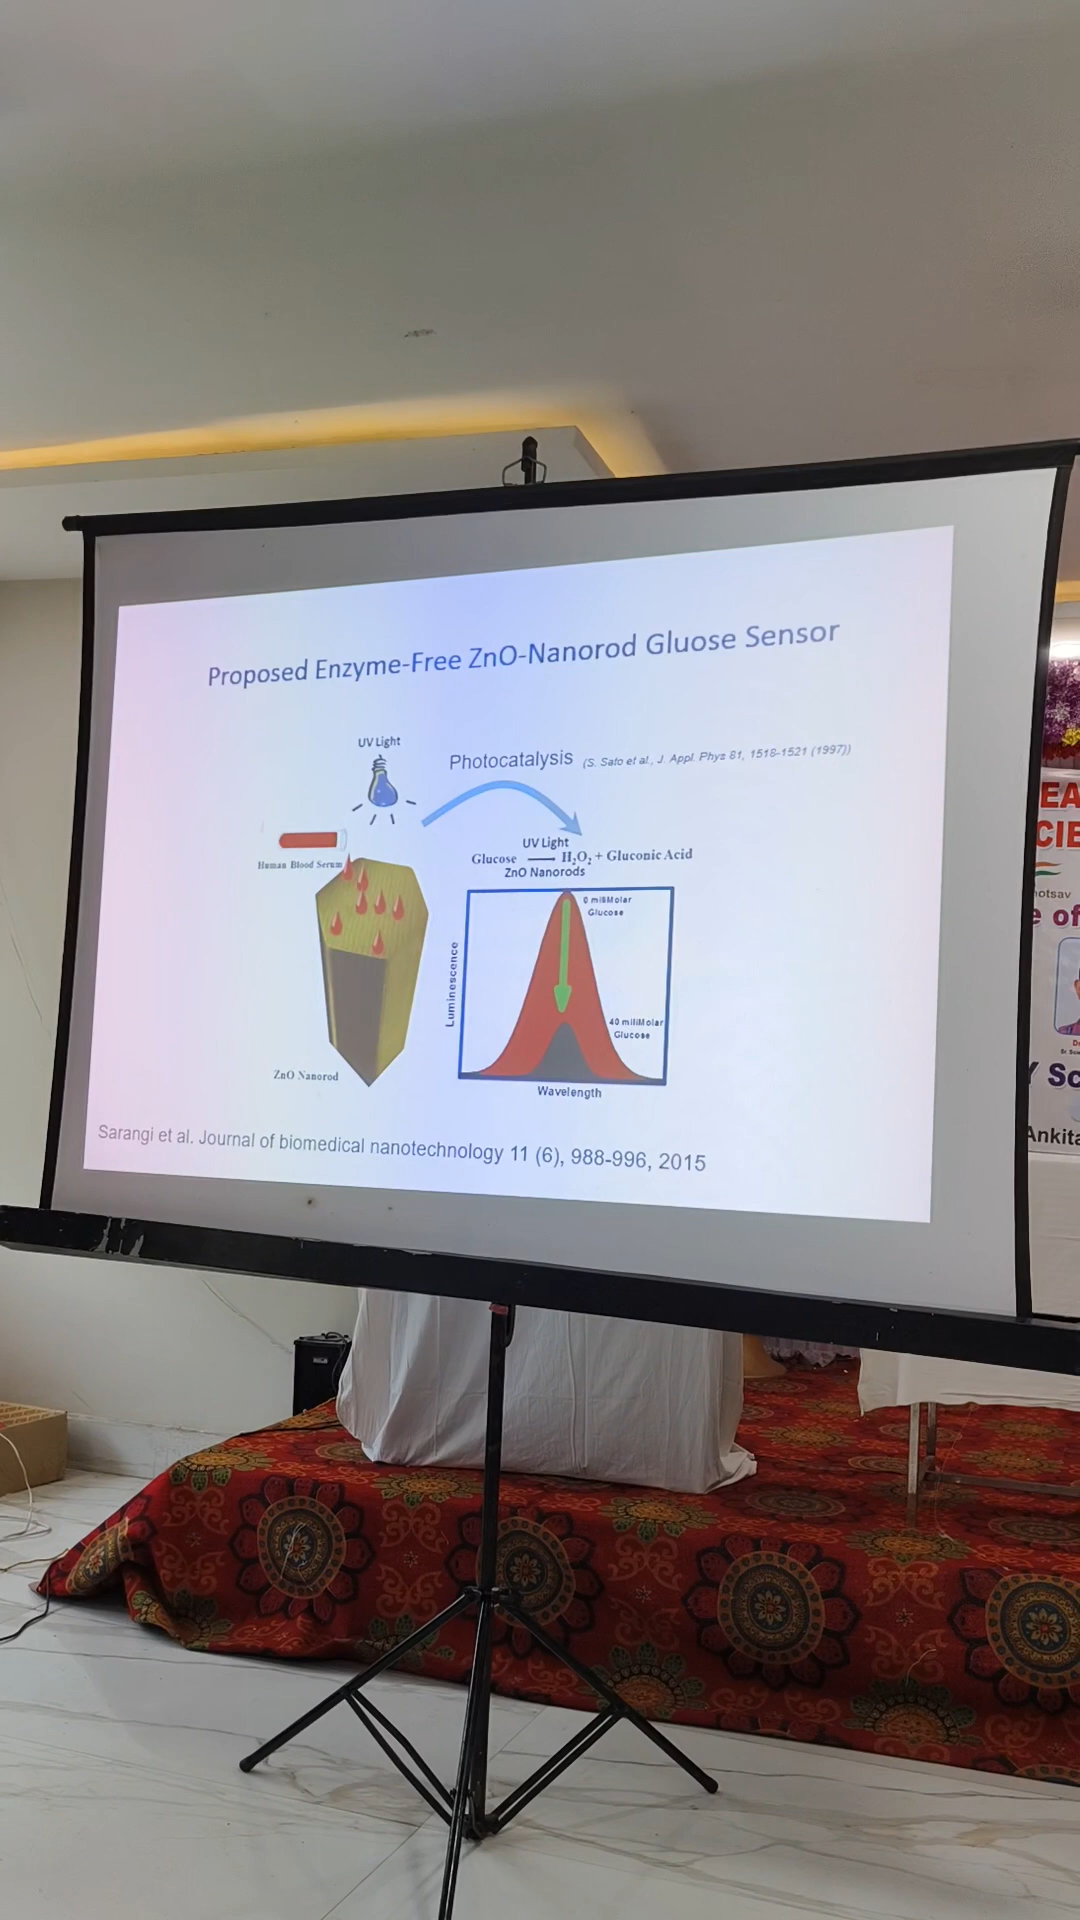 Proposed Enzyme-Free ZnO-Nanorod Gluose Sensor
UV Light
Photocatalysis (S. Sato et al., J. Appl. Phys 81, 1518-1521 (1997))
Human Blood Serum
UV Light
Glucose — H₂O₂ + Gluconic Acid
ZnO Nanorods
0 miliMolar
Glucose
Luminescence
40 miliMolar
Glucose
ZnO Nanorod
Wavelength
Sarangi et al. Journal of biomedical nanotechnology 11 (6), 988-996, 2015
EA
CIE
otsav
e of
Sc
Ankita